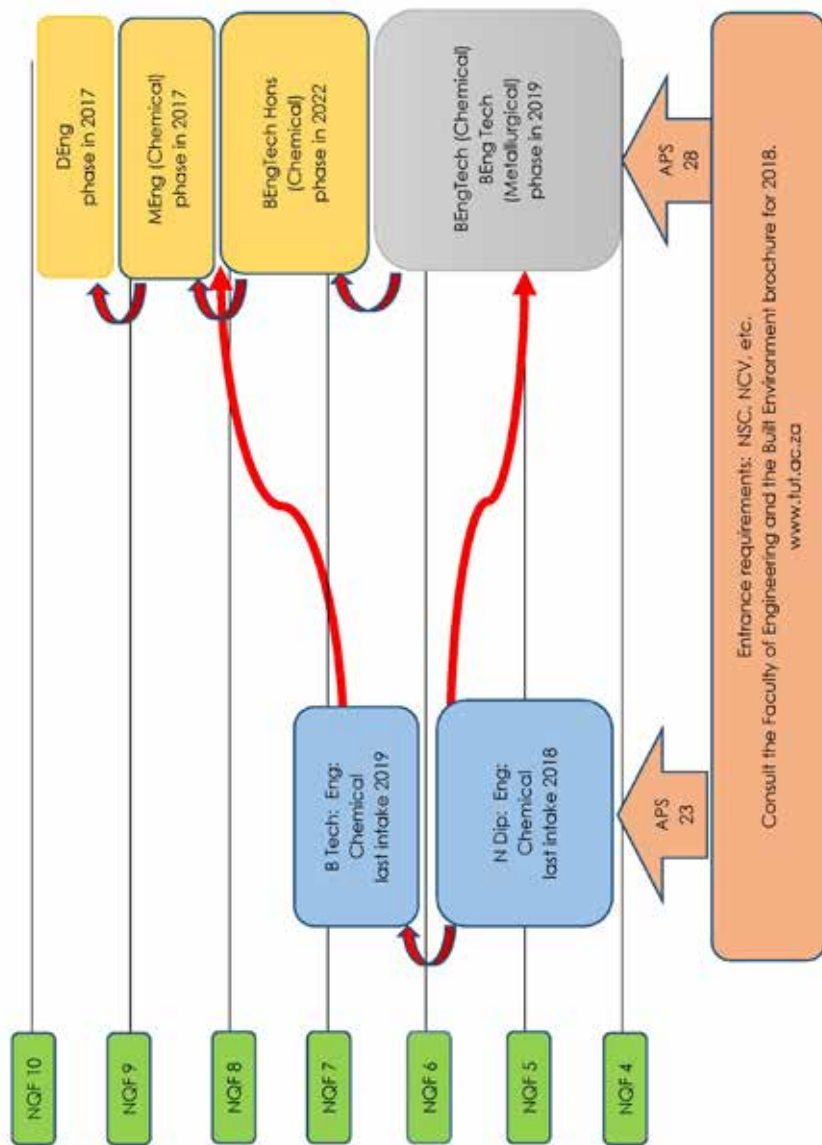 NQF 10
NQF 9
NQF 8
NQF 7
NQF 6
NQF 5
NQF 4
B Tech: Eng:
Chemical
last intake 2019
N Dip: Eng:
Chemical
last intake 2018
APS
23
DEng
phase in 2017
MEng (Chemical)
phase in 2017
BEngTech Hons
(Chemical)
phase in 2022
BEngTech (Chemical)
BEng Tech
(Metallurgical)
phase in 2019
APS
28
Entrance requirements: NSC, NCV, etc.
Consult the Faculty of Engineering and the Built Environment brochure for 2018.
www.tut.ac.za